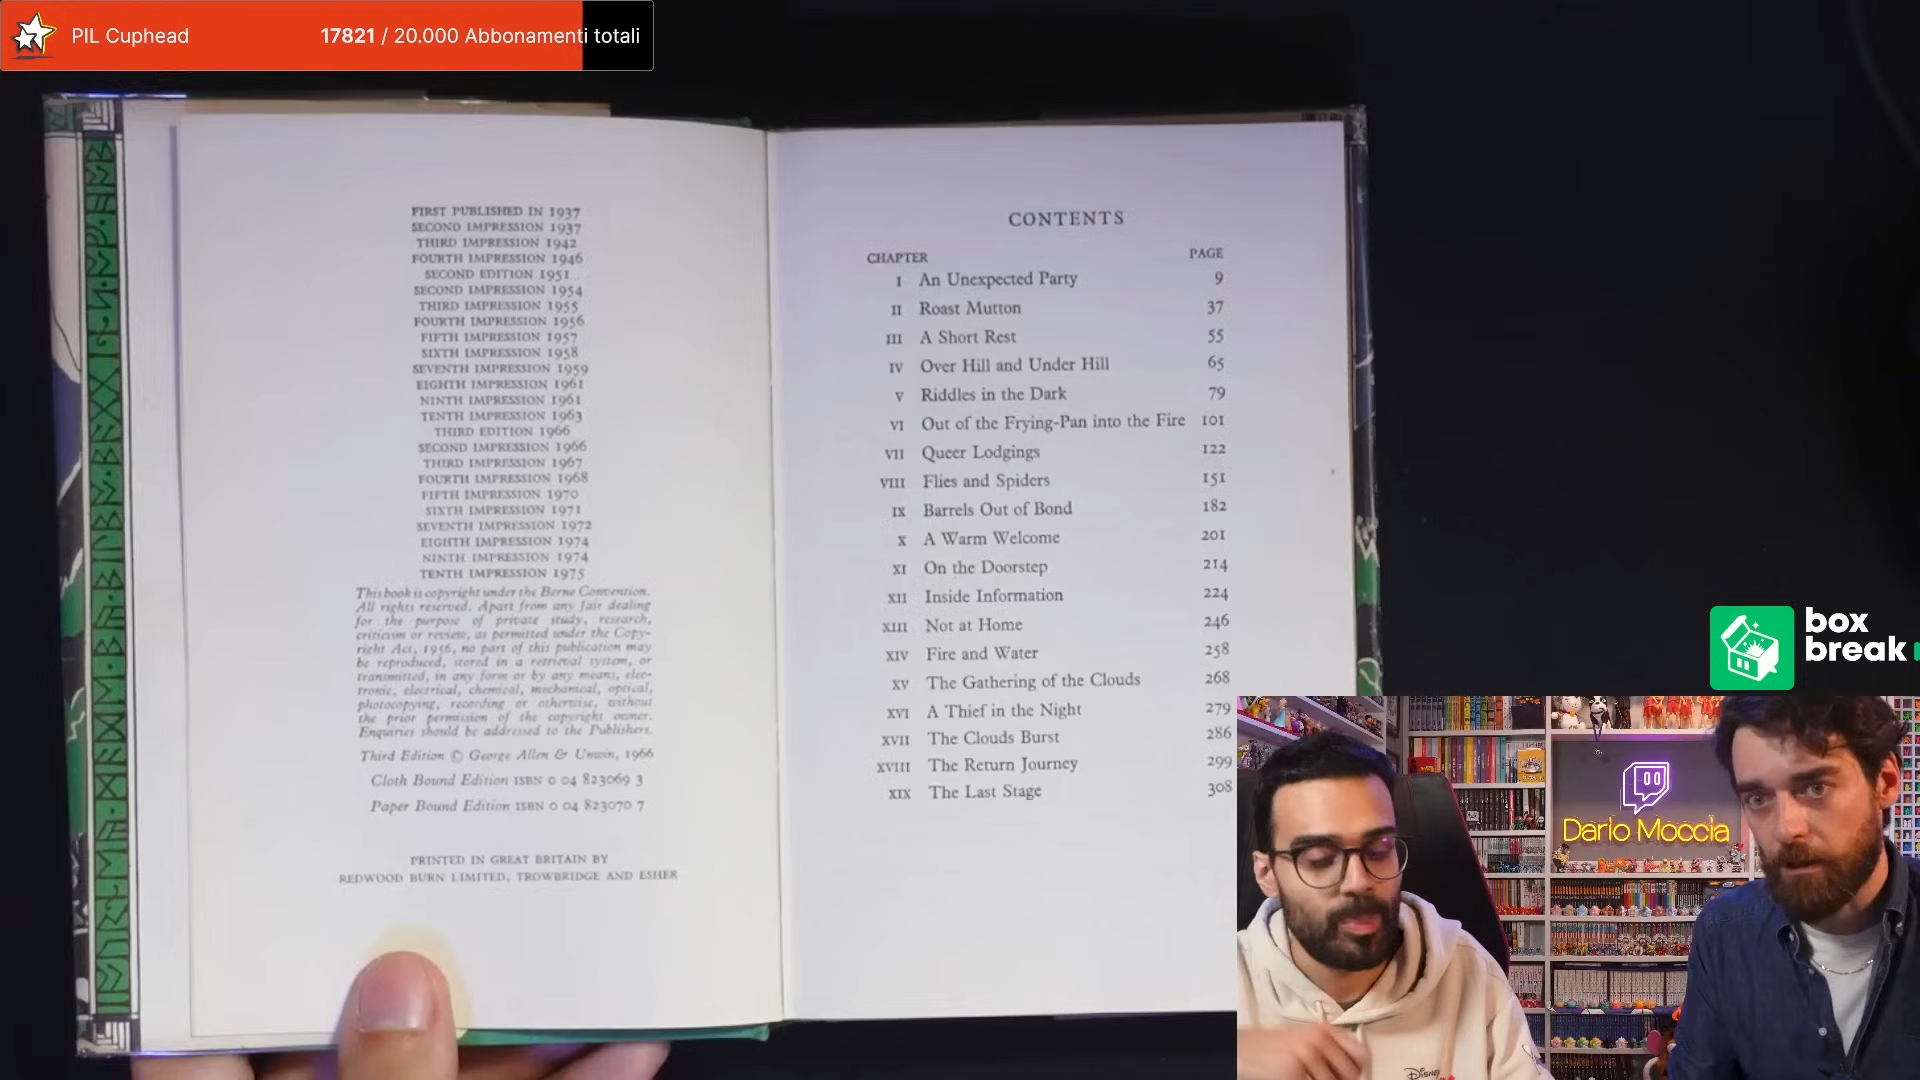 PIL Cuphead
17821 / 20.000 Abbonamenti totali
FIRST PUBLISHED IN 1937
SECOND IMPRESSION 1937
THIRD IMPRESSION 1942
FOURTH IMPRESSION 1946
SECOND EDITION 1951
SECOND IMPRESSION 1954
THIRD IMPRESSION 1955
FOURTH IMPRESSION 1956
FIFTH IMPRESSION 1957
SIXTH IMPRESSION 1958
SEVENTH IMPRESSION 1959
EIGHTH IMPRESSION 1961
NINTH IMPRESSION 1961
TENTH IMPRESSION 1963
THIRD EDITION 1966
SECOND IMPRESSION 1966
THIRD IMPRESSION 1967
FOURTH IMPRESSION 1968
FIFTH IMPRESSION 1970
SIXTH IMPRESSION 1971
SEVENTH IMPRESSION 1972
EIGHTH IMPRESSION 1974
NINTH IMPRESSION 1974
TENTH IMPRESSION 1975
This book is copyright under the Berne Convention.
All rights reserved. Apart from any fair dealing
for the purpose of private study, research,
criticism or review, as permitted under the Copy-
right Act, 1956, no part of this publication may
be reproduced, stored in a retrieval system, or
transmitted, in any form or by any means, elec-
tronic, electrical, chemical, mechanical, optical,
photocopying, recording or otherwise, without
the prior permission of the copyright owner.
Enquiries should be addressed to the Publishers.
Third Edition © George Allen & Unwin, 1966
Cloth Bound Edition ISBN 0 04 823069 3
Paper Bound Edition ISBN 0 04 823070 7
PRINTED IN GREAT BRITAIN BY
REDWOOD BURN LIMITED, TROWBRIDGE AND ESHER
CONTENTS
CHAPTER PAGE
I An Unexpected Party 9
II Roast Mutton 37
III A Short Rest 55
IV Over Hill and Under Hill 65
V Riddles in the Dark 79
VI Out of the Frying-Pan into the Fire 101
VII Queer Lodgings 122
VIII Flies and Spiders 151
IX Barrels Out of Bond 182
X A Warm Welcome 201
XI On the Doorstep 214
XII Inside Information 224
XIII Not at Home 246
XIV Fire and Water 258
XV The Gathering of the Clouds 268
XVI A Thief in the Night 279
XVII The Clouds Burst 286
XVIII The Return Journey 299
XIX The Last Stage 308
box
break
Dario Moccia
Disney